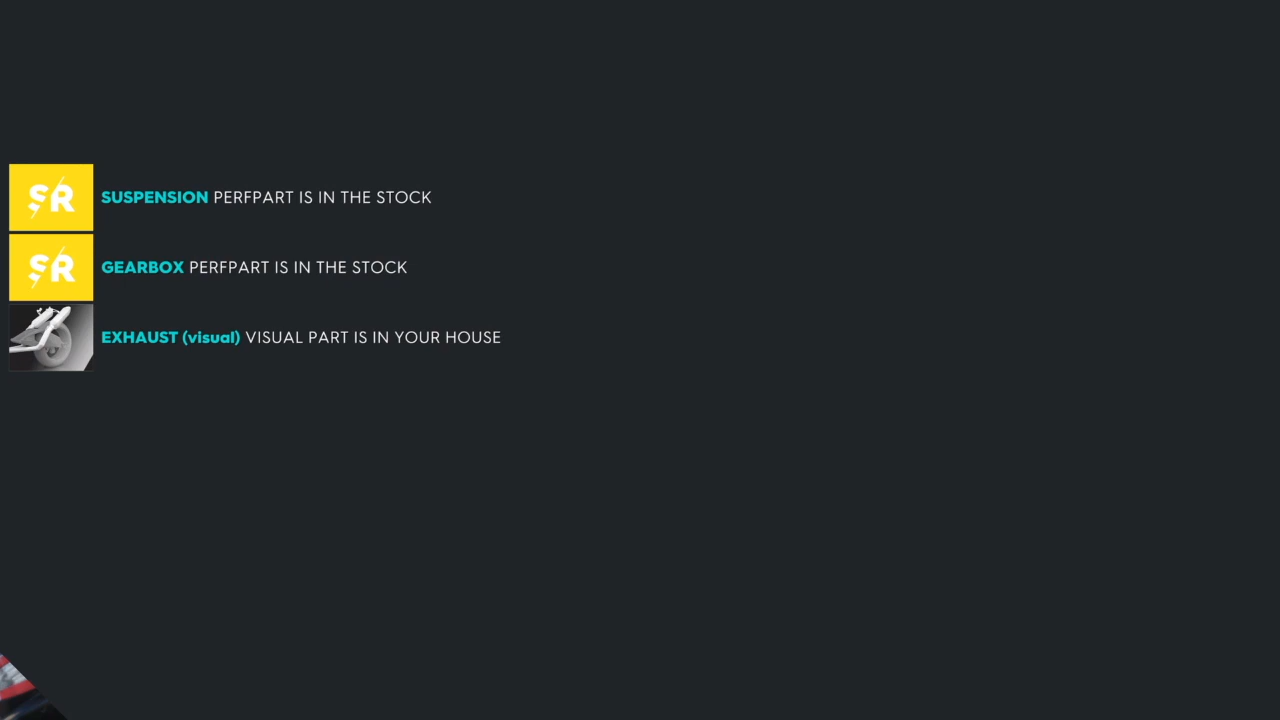 SR
SUSPENSION PERFPART IS IN THE STOCK
SR
GEARBOX PERFPART IS IN THE STOCK
EXHAUST (visual) VISUAL PART IS IN YOUR HOUSE